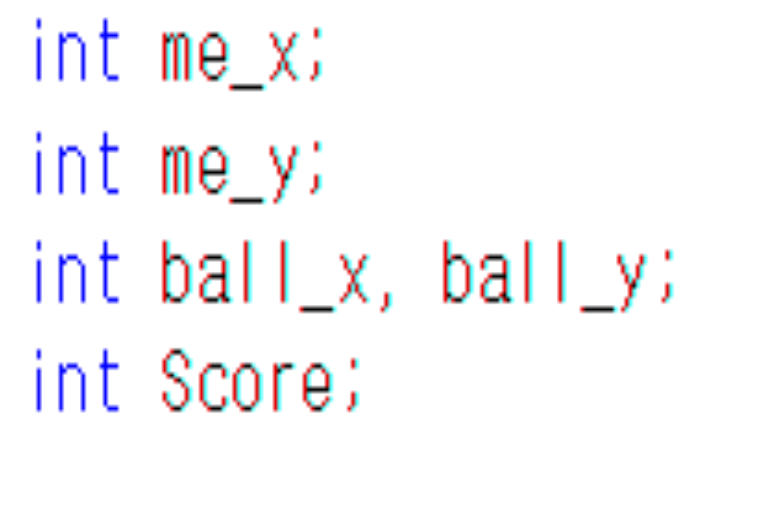 int me_x;
int me_y;
int ball_x, ball_y;
int Score;